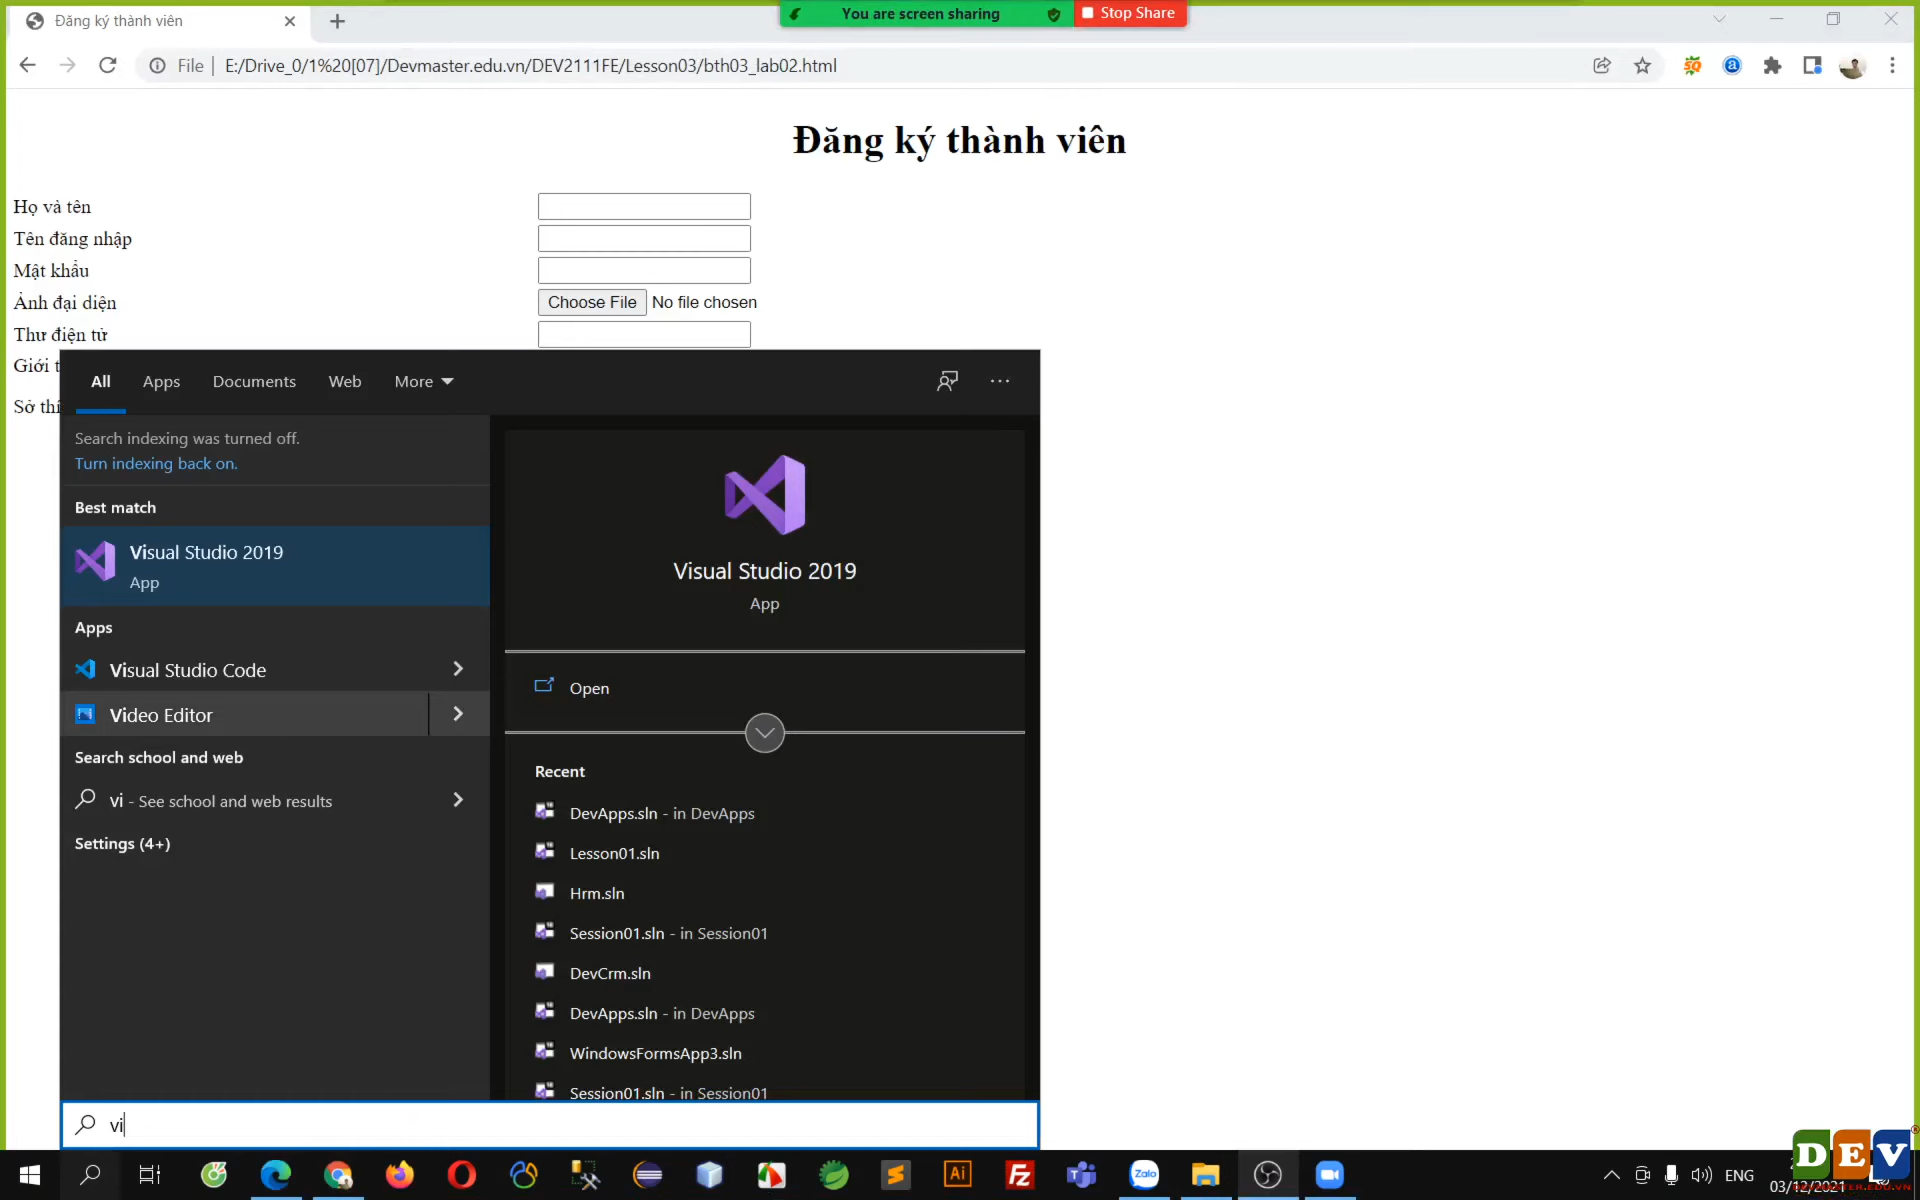 Đăng ký thành viên
You are screen sharing
Stop Share
File
E:/Drive_0/1%20[07]/Devmaster.edu.vn/DEV2111FE/Lesson03/bth03_lab02.html
Đăng ký thành viên
Họ và tên
Tên đăng nhập
Mật khẩu
Ảnh đại diện
Choose File No file chosen
Thư điện tử
Giới t
Sở thí
All Apps Documents Web More
Search indexing was turned off.
Turn indexing back on.
Best match
Visual Studio 2019
App
Apps
Visual Studio Code
Video Editor
Search school and web
vi - See school and web results
Settings (4+)
Visual Studio 2019
App
Open
Recent
DevApps.sln - in DevApps
Lesson01.sln
Hrm.sln
Session01.sln - in Session01
DevCrm.sln
DevApps.sln - in DevApps
WindowsFormsApp3.sln
Session01.sln - in Session01
vi
Ai
Zalo
ENG
03/12/2021
DEV